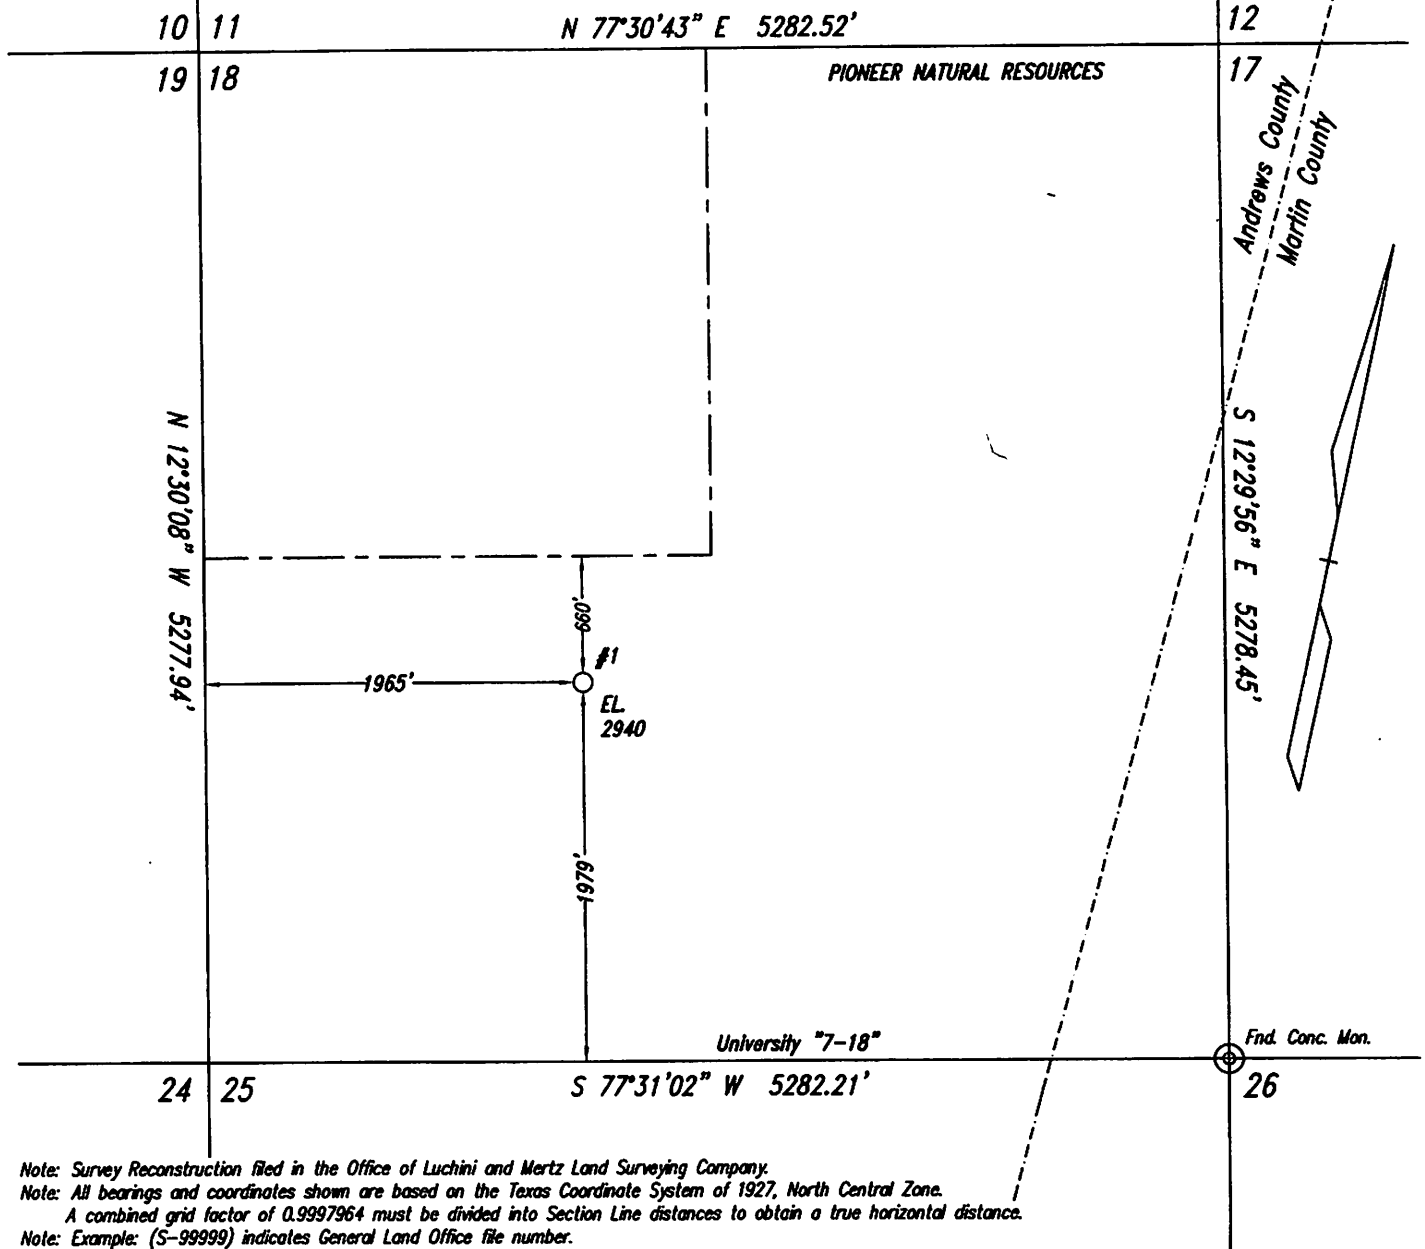 10 11
N 77°30'43" E 5282.52'
12
19 18
PIONEER NATURAL RESOURCES
17
Andrews County
Martin County
N 12°30'08" W 5277.94'
S 12°29'56" E 5278.45'
660'
#1
1965'
EL.
2940
1979'
University "7-18"
Fnd. Conc. Mon.
24 25
S 77°31'02" W 5282.21'
26
Note: Survey Reconstruction filed in the Office of Luchini and Mertz Land Surveying Company.
Note: All bearings and coordinates shown are based on the Texas Coordinate System of 1927, North Central Zone.
A combined grid factor of 0.9997964 must be divided into Section Line distances to obtain a true horizontal distance.
Note: Example: (S-99999) indicates General Land Office file number.